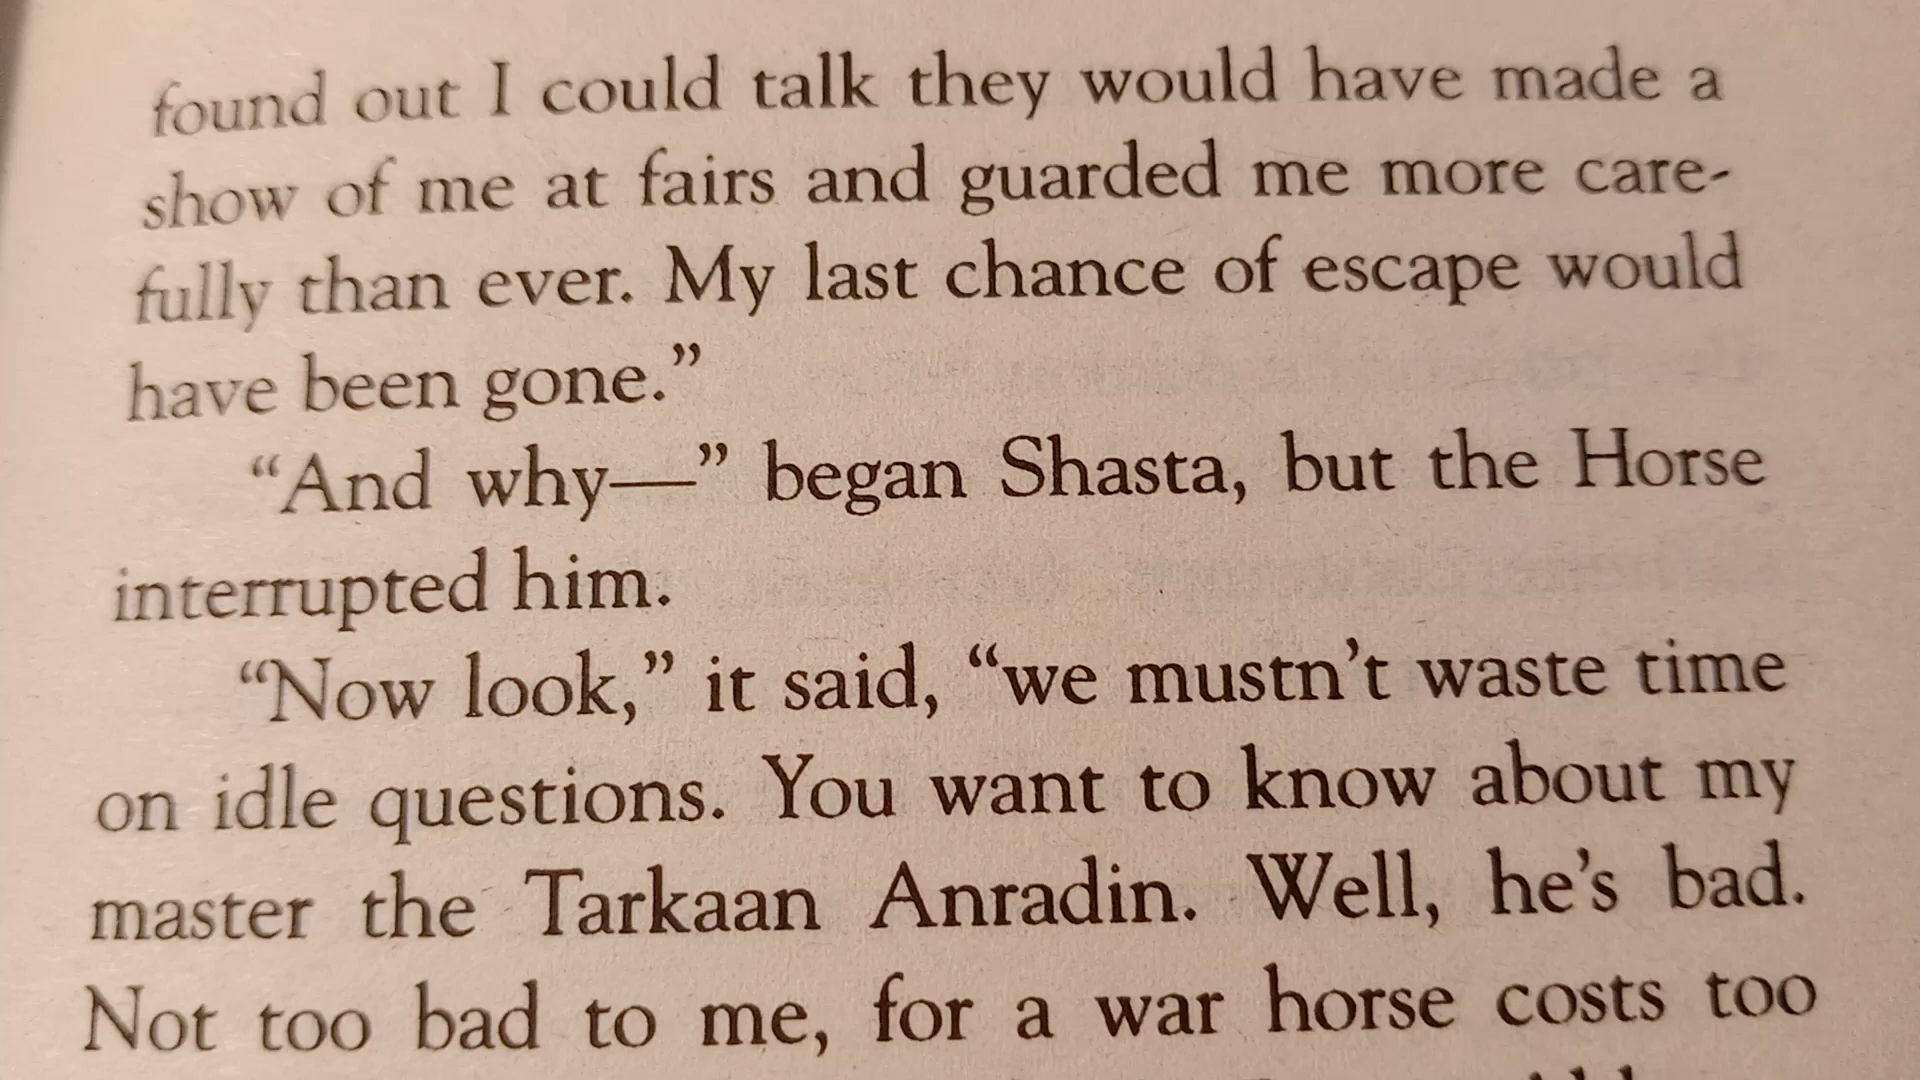 found out I could talk they would have made a
show of me at fairs and guarded me more care-
fully than ever. My last chance of escape would
have been gone.”
“And why—” began Shasta, but the Horse
interrupted him.
“Now look,” it said, “we mustn’t waste time
on idle questions. You want to know about my
master the Tarkaan Anradin. Well, he’s bad.
Not too bad to me, for a war horse costs too